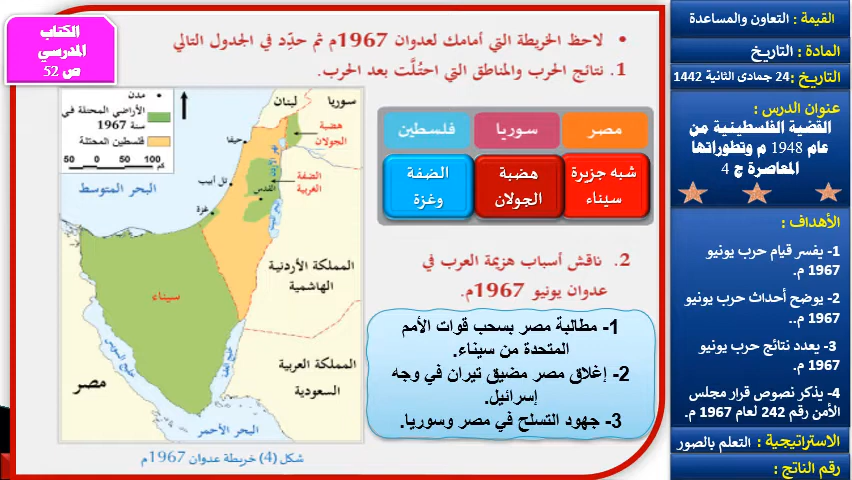 القيمة : التعاون والمساعدة
المادة : التاريخ
التاريخ : 24 جمادى الثانية 1442
عنوان الدرس :
القضية الفلسطينية من
عام 1948 م وتطوراتها
المعاصرة ج 4
الأهداف :
1- يفسر قيام حرب يونيو
1967 م.
2- يوضح أحداث حرب يونيو
1967 م..
3- يعدد نتائج حرب يونيو
1967 م.
4- يذكر نصوص قرار مجلس
الأمن رقم 242 لعام 1967 م.
الاستراتيجية : التعلم بالصور
رقم الناتج :
الكتاب
المدرسي
ص 52
• لاحظ الخريطة التي أمامك لعدوان 1967م ثم حدِّد في الجدول التالي
1. نتائج الحرب والمناطق التي احتُلَّت بعد الحرب.
مصر
سوريا
فلسطين
شبه جزيرة
سيناء
هضبة
الجولان
الضفة
وغزة
2. ناقش أسباب هزيمة العرب في
عدوان يونيو 1967م.
1- مطالبة مصر بسحب قوات الأمم
المتحدة من سيناء.
2- إغلاق مصر مضيق تيران في وجه
إسرائيل.
3- جهود التسلح في مصر وسوريا.
مدن
الأراضي المحتلة في
سنة 1967
فلسطين المحتلة
50 0 50 100
كم
لبنان
سوريا
هضبة
الجولان
حيفا
نهر الأردن
تل أبيب
الضفة
الغربية
القدس
غزة
البحر المتوسط
المملكة الأردنية
الهاشمية
سيناء
المملكة العربية
السعودية
خليج السويس
خليج العقبة
مصر
البحر الأحمر
شكل (4) خريطة عدوان 1967م